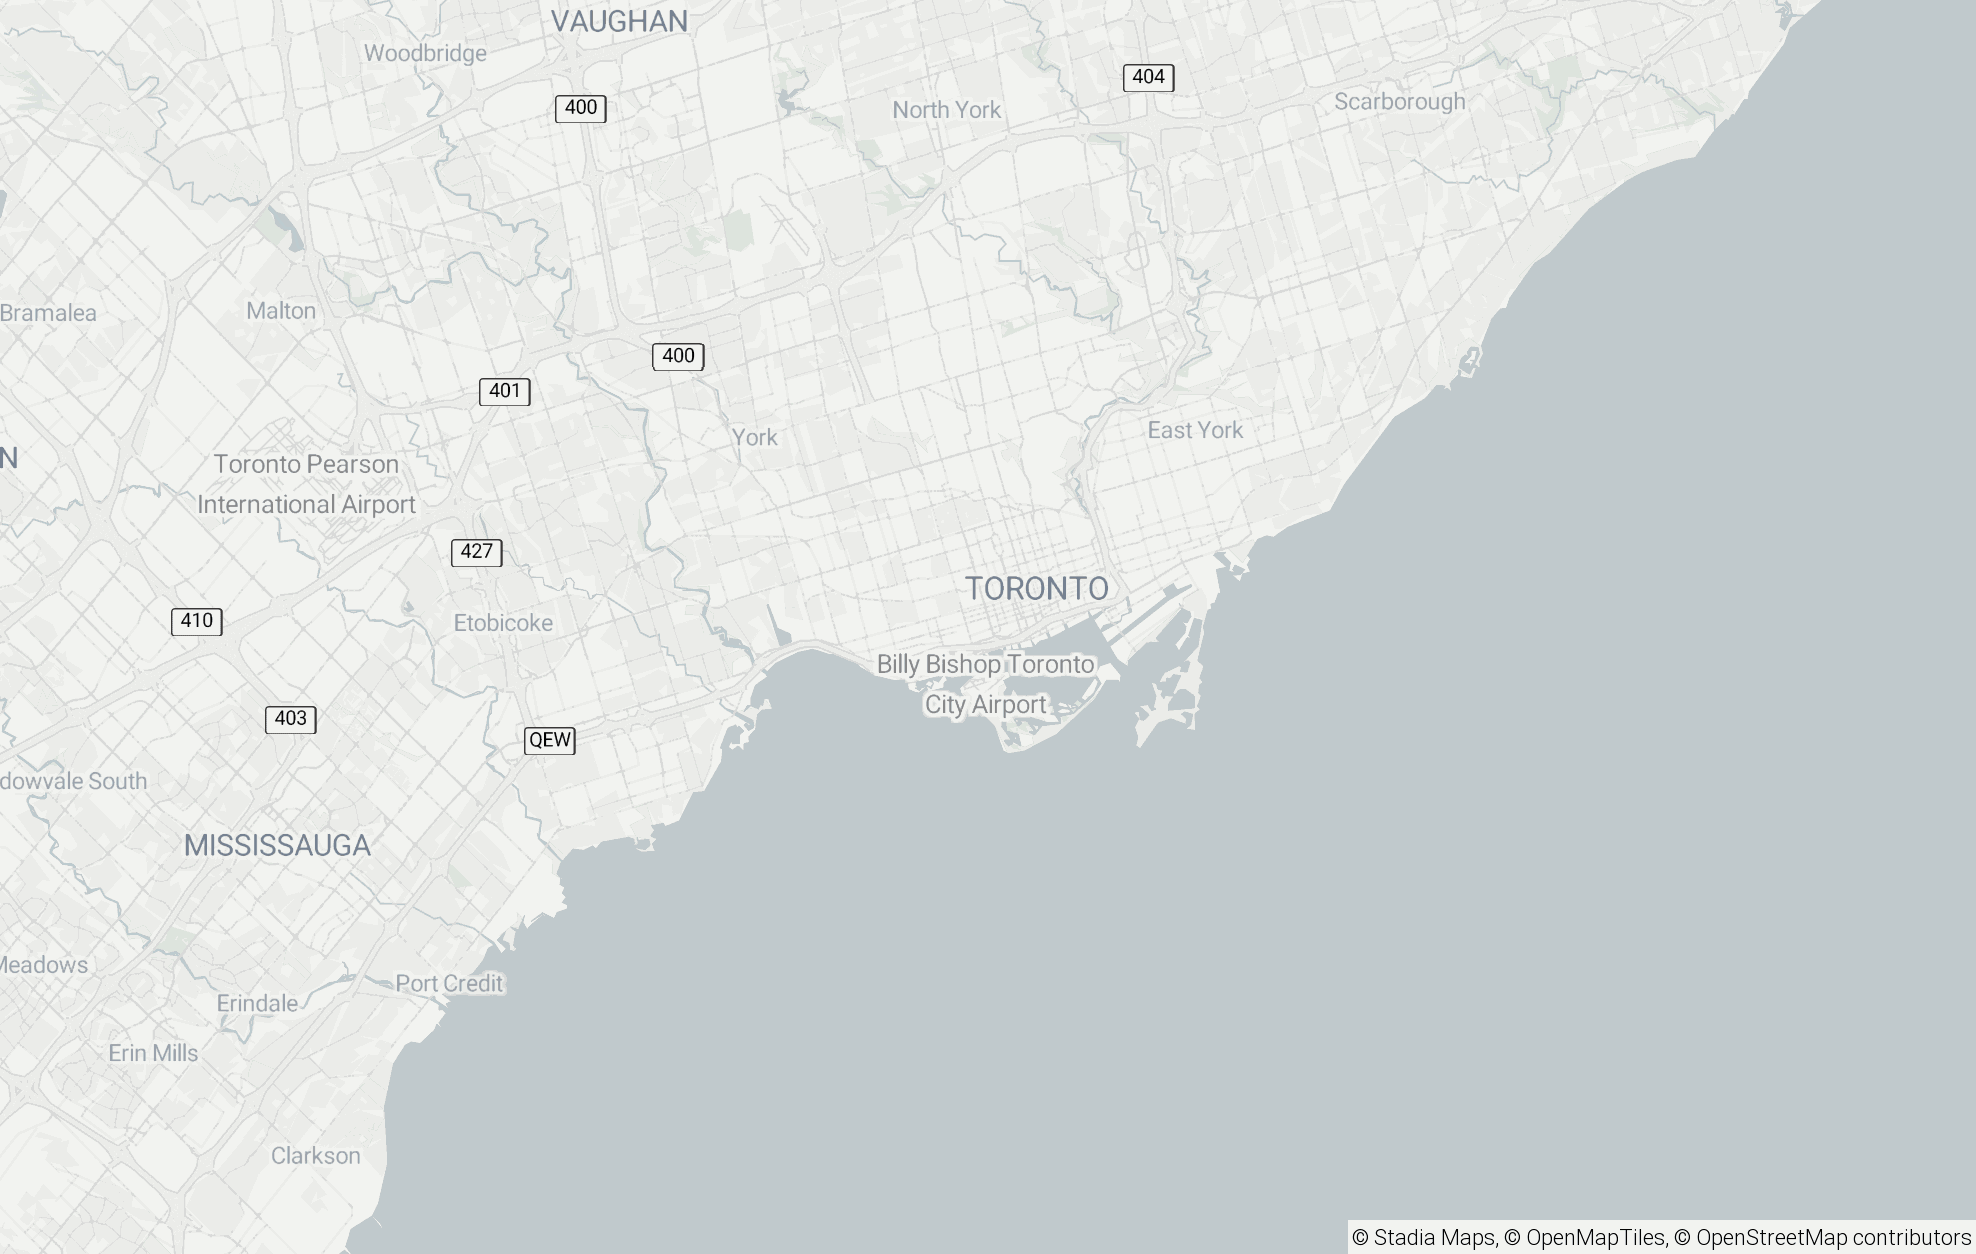 VAUGHAN
Woodbridge
404
400
North York
Scarborough
Bramalea
Malton
400
401
York
East York
N
Toronto Pearson
International Airport
427
TORONTO
410
Etobicoke
Billy Bishop Toronto
City Airport
403
QEW
dowvale South
MISSISSAUGA
Meadows
Port Credit
Erindale
Erin Mills
Clarkson
© Stadia Maps, © OpenMapTiles, © OpenStreetMap contributors